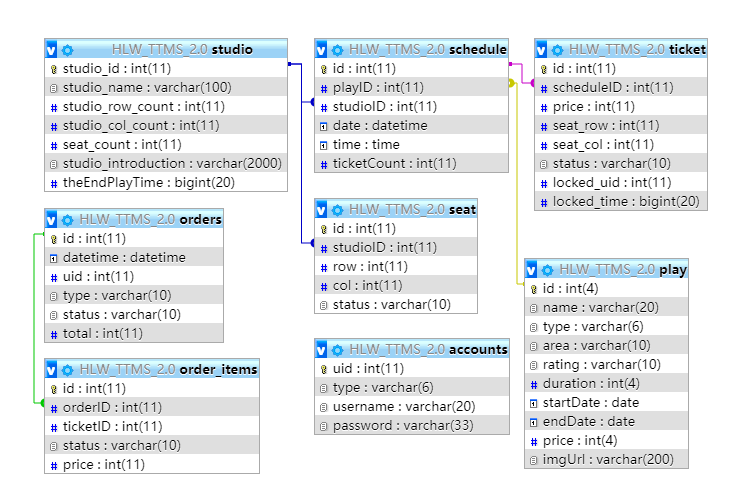 HLW_TTMS_2.0 studio
studio_id : int(11)
studio_name : varchar(100)
studio_row_count : int(11)
studio_col_count : int(11)
seat_count : int(11)
studio_introduction : varchar(2000)
theEndPlayTime : bigint(20)
HLW_TTMS_2.0 schedule
id : int(11)
playID : int(11)
studioID : int(11)
date : datetime
time : time
ticketCount : int(11)
HLW_TTMS_2.0 ticket
id : int(11)
scheduleID : int(11)
price : int(11)
seat_row : int(11)
seat_col : int(11)
status : varchar(10)
locked_uid : int(11)
locked_time : bigint(20)
HLW_TTMS_2.0 orders
id : int(11)
datetime : datetime
uid : int(11)
type : varchar(10)
status : varchar(10)
total : int(11)
HLW_TTMS_2.0 seat
id : int(11)
studioID : int(11)
row : int(11)
col : int(11)
status : varchar(10)
HLW_TTMS_2.0 play
id : int(4)
name : varchar(20)
type : varchar(6)
area : varchar(10)
rating : varchar(10)
duration : int(4)
startDate : date
endDate : date
price : int(4)
imgUrl : varchar(200)
HLW_TTMS_2.0 order_items
id : int(11)
orderID : int(11)
ticketID : int(11)
status : varchar(10)
price : int(11)
HLW_TTMS_2.0 accounts
uid : int(11)
type : varchar(6)
username : varchar(20)
password : varchar(33)